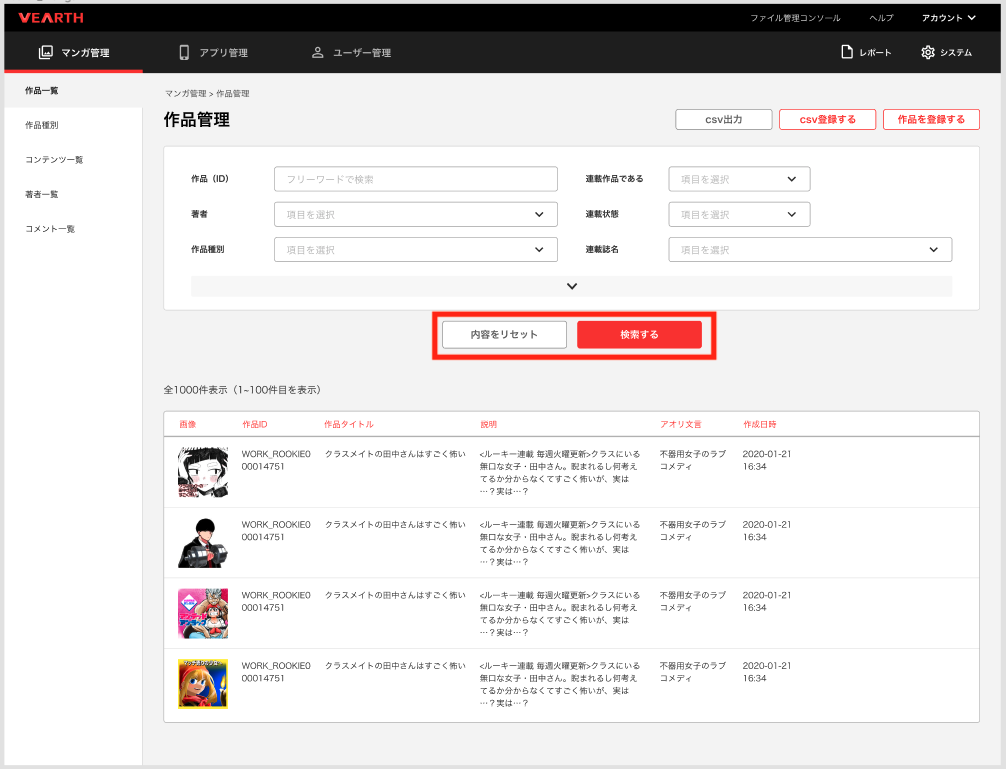 VEARTH
ファイル管理コンソール
ヘルプ
アカウント
マンガ管理
アプリ管理
ユーザー管理
レポート
システム
作品一覧
作品種別
コンテンツ一覧
著者一覧
コメント一覧
マンガ管理 > 作品管理
作品管理
csv出力
csv登録する
作品を登録する
作品（ID）
フリーワードで検索
連載作品である
項目を選択
著者
項目を選択
連載状態
項目を選択
作品種別
項目を選択
連載誌名
項目を選択
内容をリセット
検索する
全1000件表示（1~100件目を表示）
画像 作品ID 作品タイトル 説明 アオリ文言 作成日時
WORK_ROOKIE0
00014751
クラスメイトの田中さんはすごく怖い
<ルーキー連載 毎週火曜更新>クラスにいる
無口な女子・田中さん。睨まれるし何考え
てるか分からなくてすごく怖いが、実は
…？実は…？
不器用女子のラブ
コメディ
2020-01-21
16:34
WORK_ROOKIE0
00014751
クラスメイトの田中さんはすごく怖い
<ルーキー連載 毎週火曜更新>クラスにいる
無口な女子・田中さん。睨まれるし何考え
てるか分からなくてすごく怖いが、実は
…？実は…？
不器用女子のラブ
コメディ
2020-01-21
16:34
WORK_ROOKIE0
00014751
クラスメイトの田中さんはすごく怖い
<ルーキー連載 毎週火曜更新>クラスにいる
無口な女子・田中さん。睨まれるし何考え
てるか分からなくてすごく怖いが、実は
…？実は…？
不器用女子のラブ
コメディ
2020-01-21
16:34
WORK_ROOKIE0
00014751
クラスメイトの田中さんはすごく怖い
<ルーキー連載 毎週火曜更新>クラスにいる
無口な女子・田中さん。睨まれるし何考え
てるか分からなくてすごく怖いが、実は
…？実は…？
不器用女子のラブ
コメディ
2020-01-21
16:34